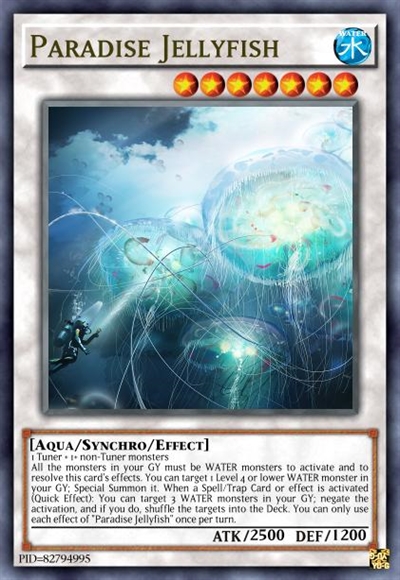 PARADISE JELLYFISH
WATER
水
[AQUA/SYNCHRO/EFFECT]
1 Tuner + 1+ non-Tuner monsters
All the monsters in your GY must be WATER monsters to activate and to
resolve this card's effects. You can target 1 Level 4 or lower WATER monster in
your GY; Special Summon it. When a Spell/Trap Card or effect is activated
(Quick Effect): You can target 3 WATER monsters in your GY; negate the
activation, and if you do, shuffle the targets into the Deck. You can only use
each effect of "Paradise Jellyfish" once per turn.
ATK/2500 DEF/1200
PID=82794995